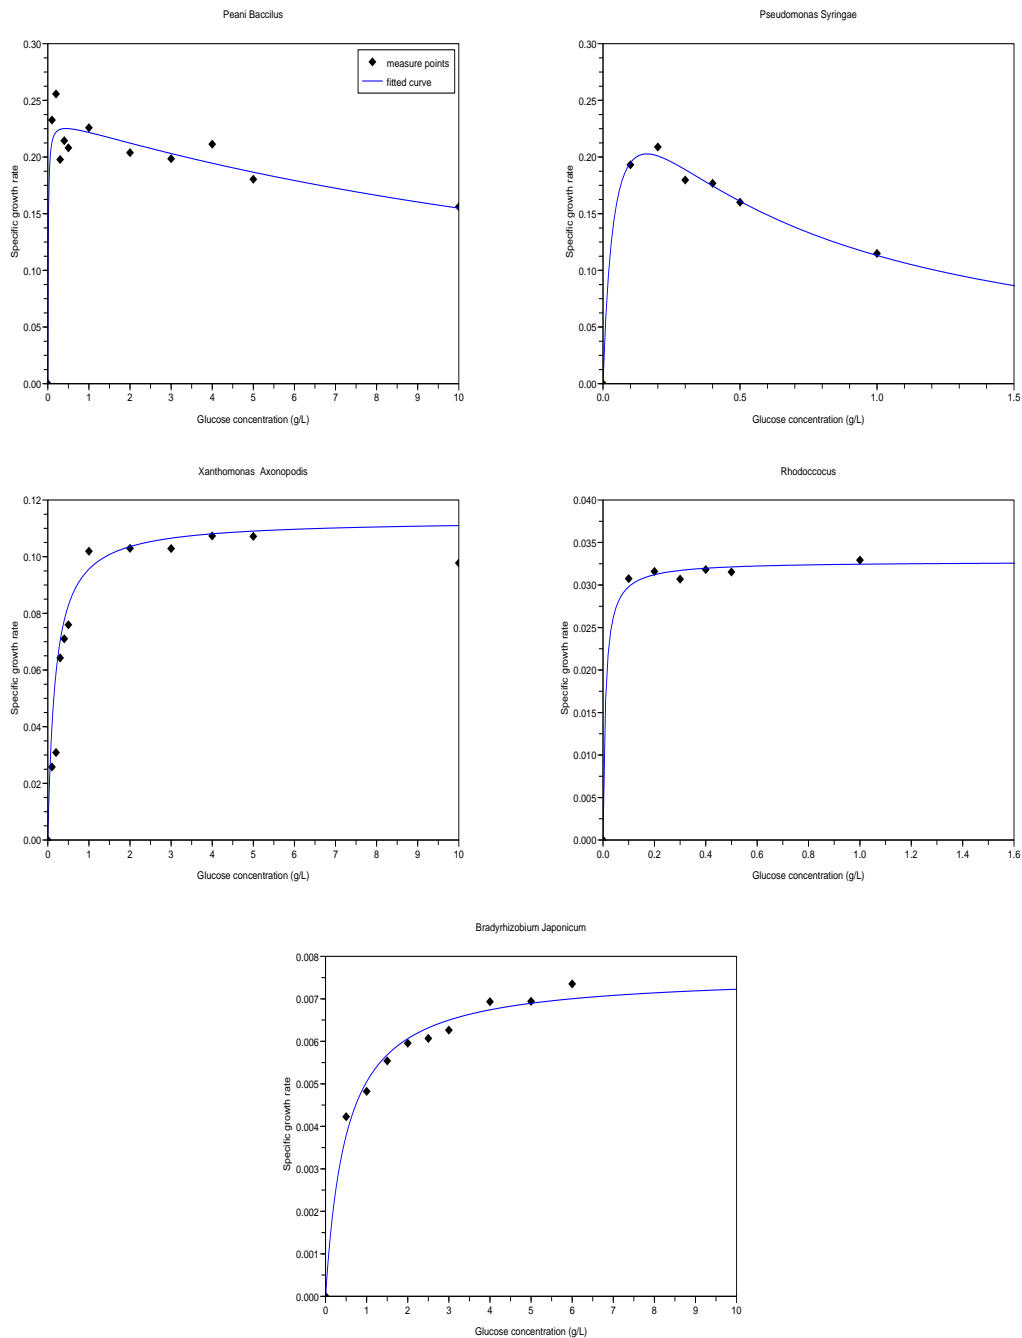 Peani Baccilus
0.30
0.25
0.20
0.15
0.10
0.05
0.00
Specific growth rate
measure points
fitted curve
0 1 2 3 4 5 6 7 8 9 10
Glucose concentration (g/L)
Pseudomonas Syringae
0.30
0.25
0.20
0.15
0.10
0.05
0.00
Specific growth rate
0.0 0.5 1.0 1.5
Glucose concentration (g/L)
Xanthomonas Axonopodis
0.12
0.10
0.08
0.06
0.04
0.02
0.00
Specific growth rate
0 1 2 3 4 5 6 7 8 9 10
Glucose concentration (g/L)
Rhodoccocus
0.040
0.035
0.030
0.025
0.020
0.015
0.010
0.005
0.000
Specific growth rate
0.0 0.2 0.4 0.6 0.8 1.0 1.2 1.4 1.6
Glucose concentration (g/L)
Bradyrhizobium Japonicum
0.008
0.007
0.006
0.005
0.004
0.003
0.002
0.001
0.000
Specific growth rate
0 1 2 3 4 5 6 7 8 9 10
Glucose concentration (g/L)